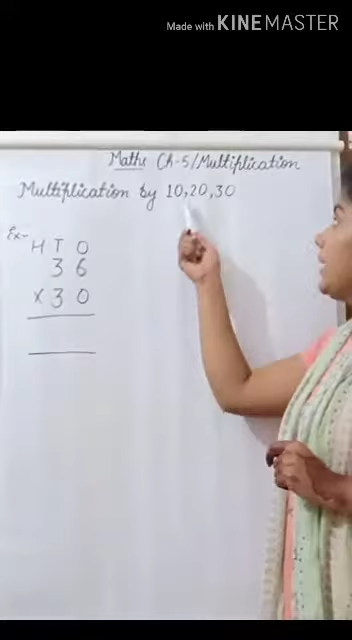 Made with KINEMASTER
Maths Ch-5/Multiplication
Multiplication by 10,20,30
Ex-
H T O
3 6
X 3 0